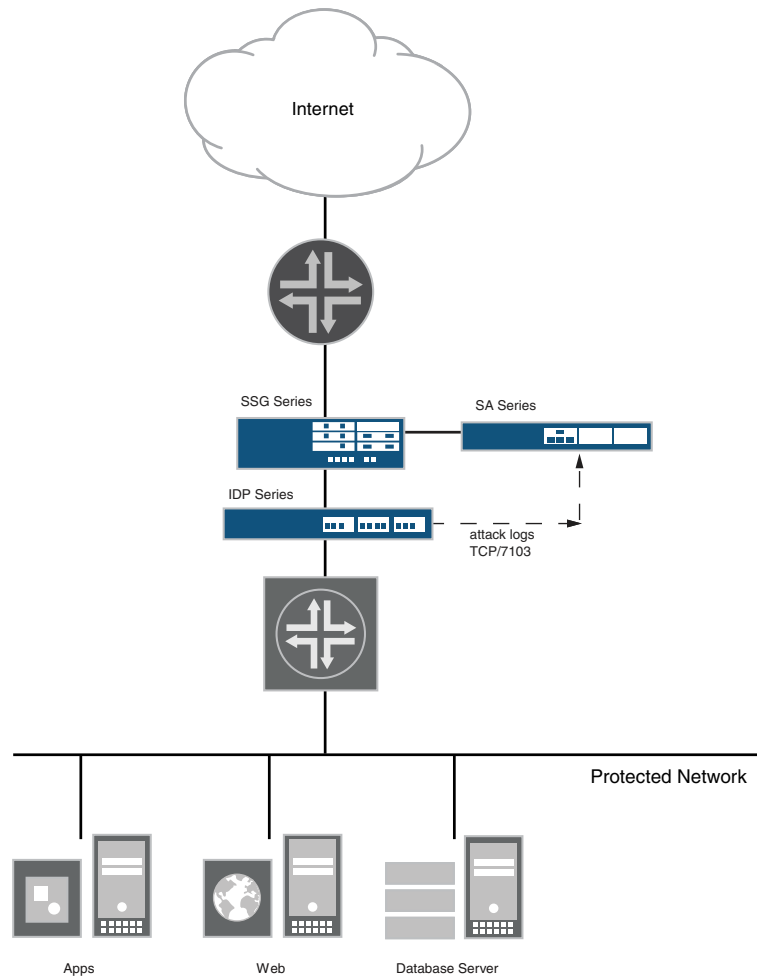 Internet
SSG Series
SA Series
IDP Series
attack logs
TCP/7103
Protected Network
Apps
Web
Database Server